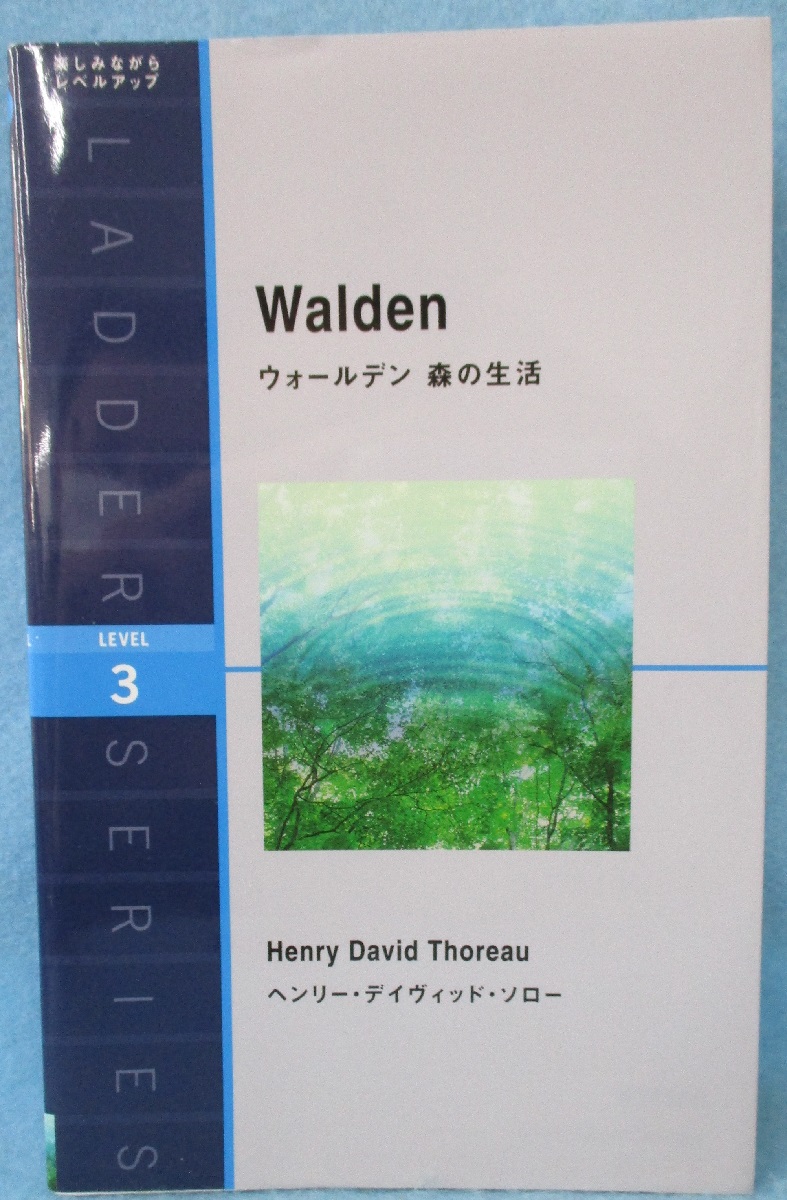 楽しみながら
レベルアップ
LADDER
LEVEL
3
SERIES
Walden
ウォールデン 森の生活
Henry David Thoreau
ヘンリー・デイヴィッド・ソロー